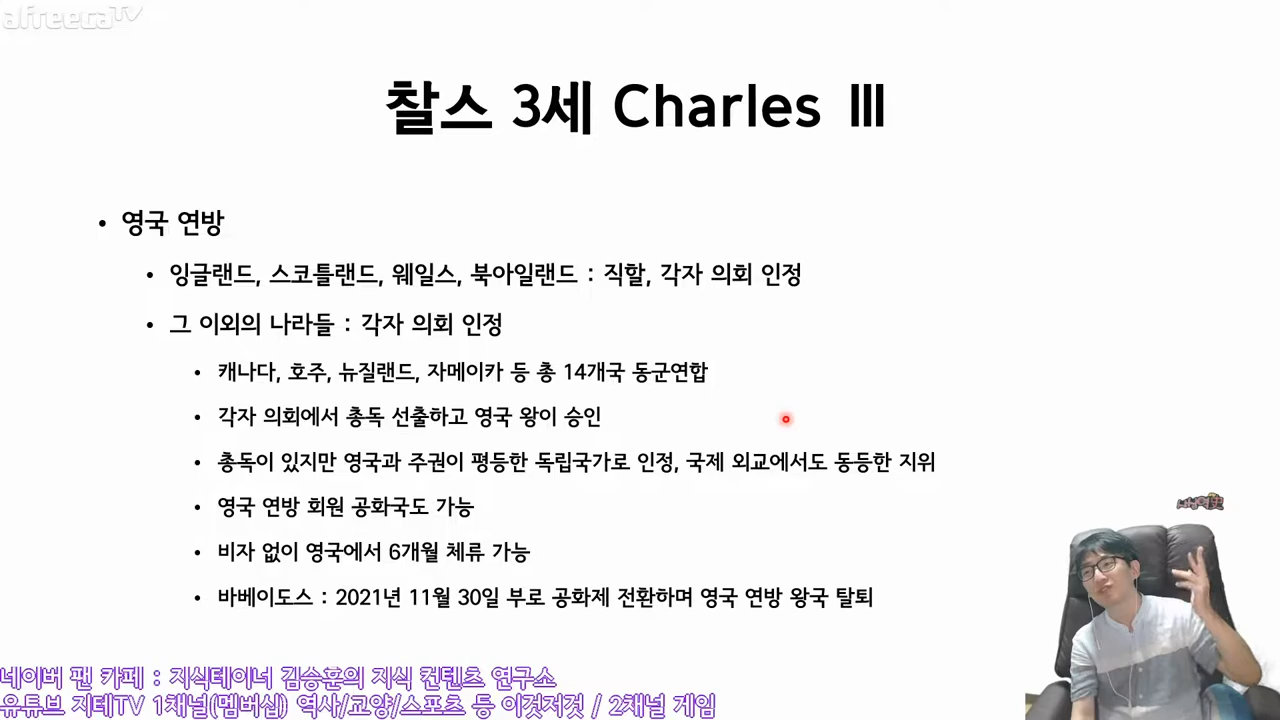 afreecaTV
찰스 3세 Charles Ⅲ
• 영국 연방
• 잉글랜드, 스코틀랜드, 웨일스, 북아일랜드 : 직할, 각자 의회 인정
• 그 이외의 나라들 : 각자 의회 인정
• 캐나다, 호주, 뉴질랜드, 자메이카 등 총 14개국 동군연합
• 각자 의회에서 총독 선출하고 영국 왕이 승인
• 총독이 있지만 영국과 주권이 평등한 독립국가로 인정, 국제 외교에서도 동등한 지위
• 영국 연방 회원 공화국도 가능
• 비자 없이 영국에서 6개월 체류 가능
• 바베이도스 : 2021년 11월 30일 부로 공화제 전환하며 영국 연방 왕국 탈퇴
네이버 팬 카페 : 지식테이너 김승훈의 지식 컨텐츠 연구소
유튜브 지테TV 1채널(멤버십) 역사/교양/스포츠 등 이것저것 / 2채널 게임